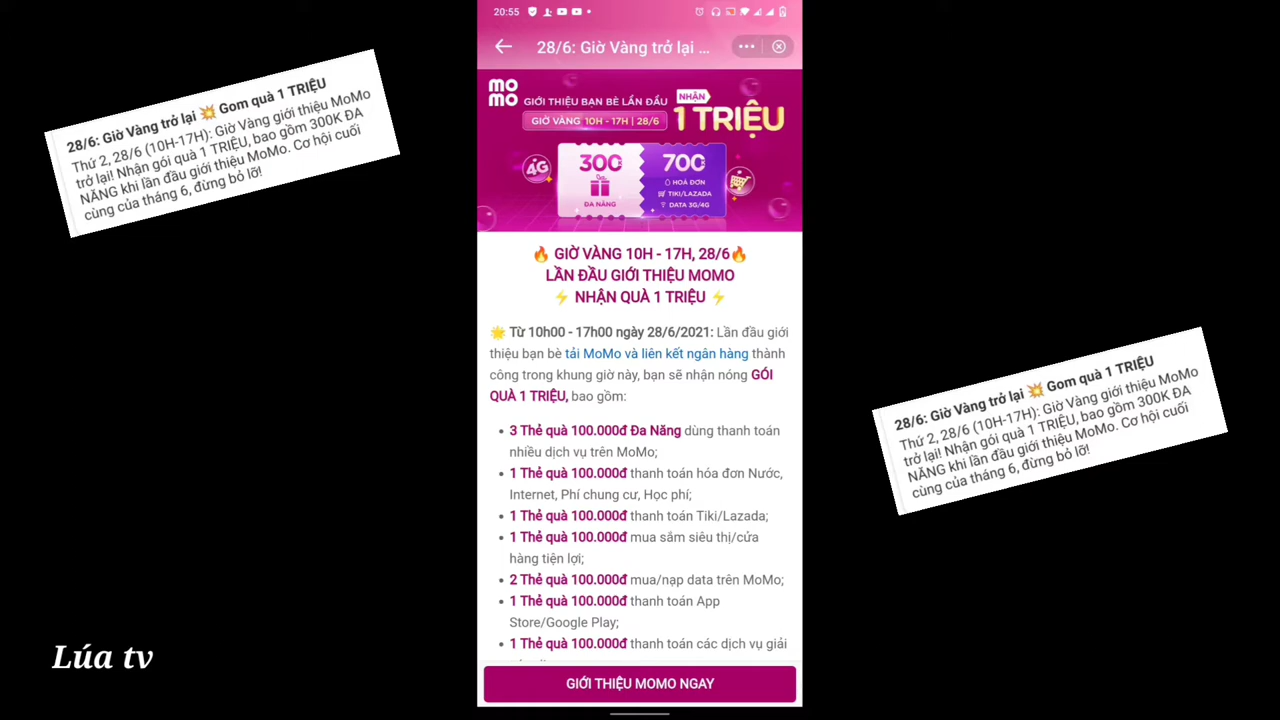 28/6: Giờ Vàng trở lại 💥 Gom quà 1 TRIỆU
Thứ 2, 28/6 (10H-17H): Giờ Vàng giới thiệu MoMo
trở lại! Nhận gói quà 1 TRIỆU, bao gồm 300K ĐA
NĂNG khi lần đầu giới thiệu MoMo. Cơ hội cuối
cùng của tháng 6, đừng bỏ lỡ!
20:55
28/6: Giờ Vàng trở lại ...
MO
MO
GIỚI THIỆU BẠN BÈ LẦN ĐẦU
GIỜ VÀNG 10H - 17H | 28/6
NHẬN
1 TRIỆU
4G
300K
ĐA NĂNG
700K
HOÁ ĐƠN
TIKI/LAZADA
DATA 3G/4G
🔥 GIỜ VÀNG 10H - 17H, 28/6🔥
LẦN ĐẦU GIỚI THIỆU MOMO
⚡ NHẬN QUÀ 1 TRIỆU ⚡
🌟 Từ 10h00 - 17h00 ngày 28/6/2021: Lần đầu giới
thiệu bạn bè tải MoMo và liên kết ngân hàng thành
công trong khung giờ này, bạn sẽ nhận nóng GÓI
QUÀ 1 TRIỆU, bao gồm:
• 3 Thẻ quà 100.000đ Đa Năng dùng thanh toán
nhiều dịch vụ trên MoMo;
• 1 Thẻ quà 100.000đ thanh toán hóa đơn Nước,
Internet, Phí chung cư, Học phí;
• 1 Thẻ quà 100.000đ thanh toán Tiki/Lazada;
• 1 Thẻ quà 100.000đ mua sắm siêu thị/cửa
hàng tiện lợi;
• 2 Thẻ quà 100.000đ mua/nạp data trên MoMo;
• 1 Thẻ quà 100.000đ thanh toán App
Store/Google Play;
• 1 Thẻ quà 100.000đ thanh toán các dịch vụ giải
GIỚI THIỆU MOMO NGAY
28/6: Giờ Vàng trở lại 💥 Gom quà 1 TRIỆU
Thứ 2, 28/6 (10H-17H): Giờ Vàng giới thiệu MoMo
trở lại! Nhận gói quà 1 TRIỆU, bao gồm 300K ĐA
NĂNG khi lần đầu giới thiệu MoMo. Cơ hội cuối
cùng của tháng 6, đừng bỏ lỡ!
Lúa tv